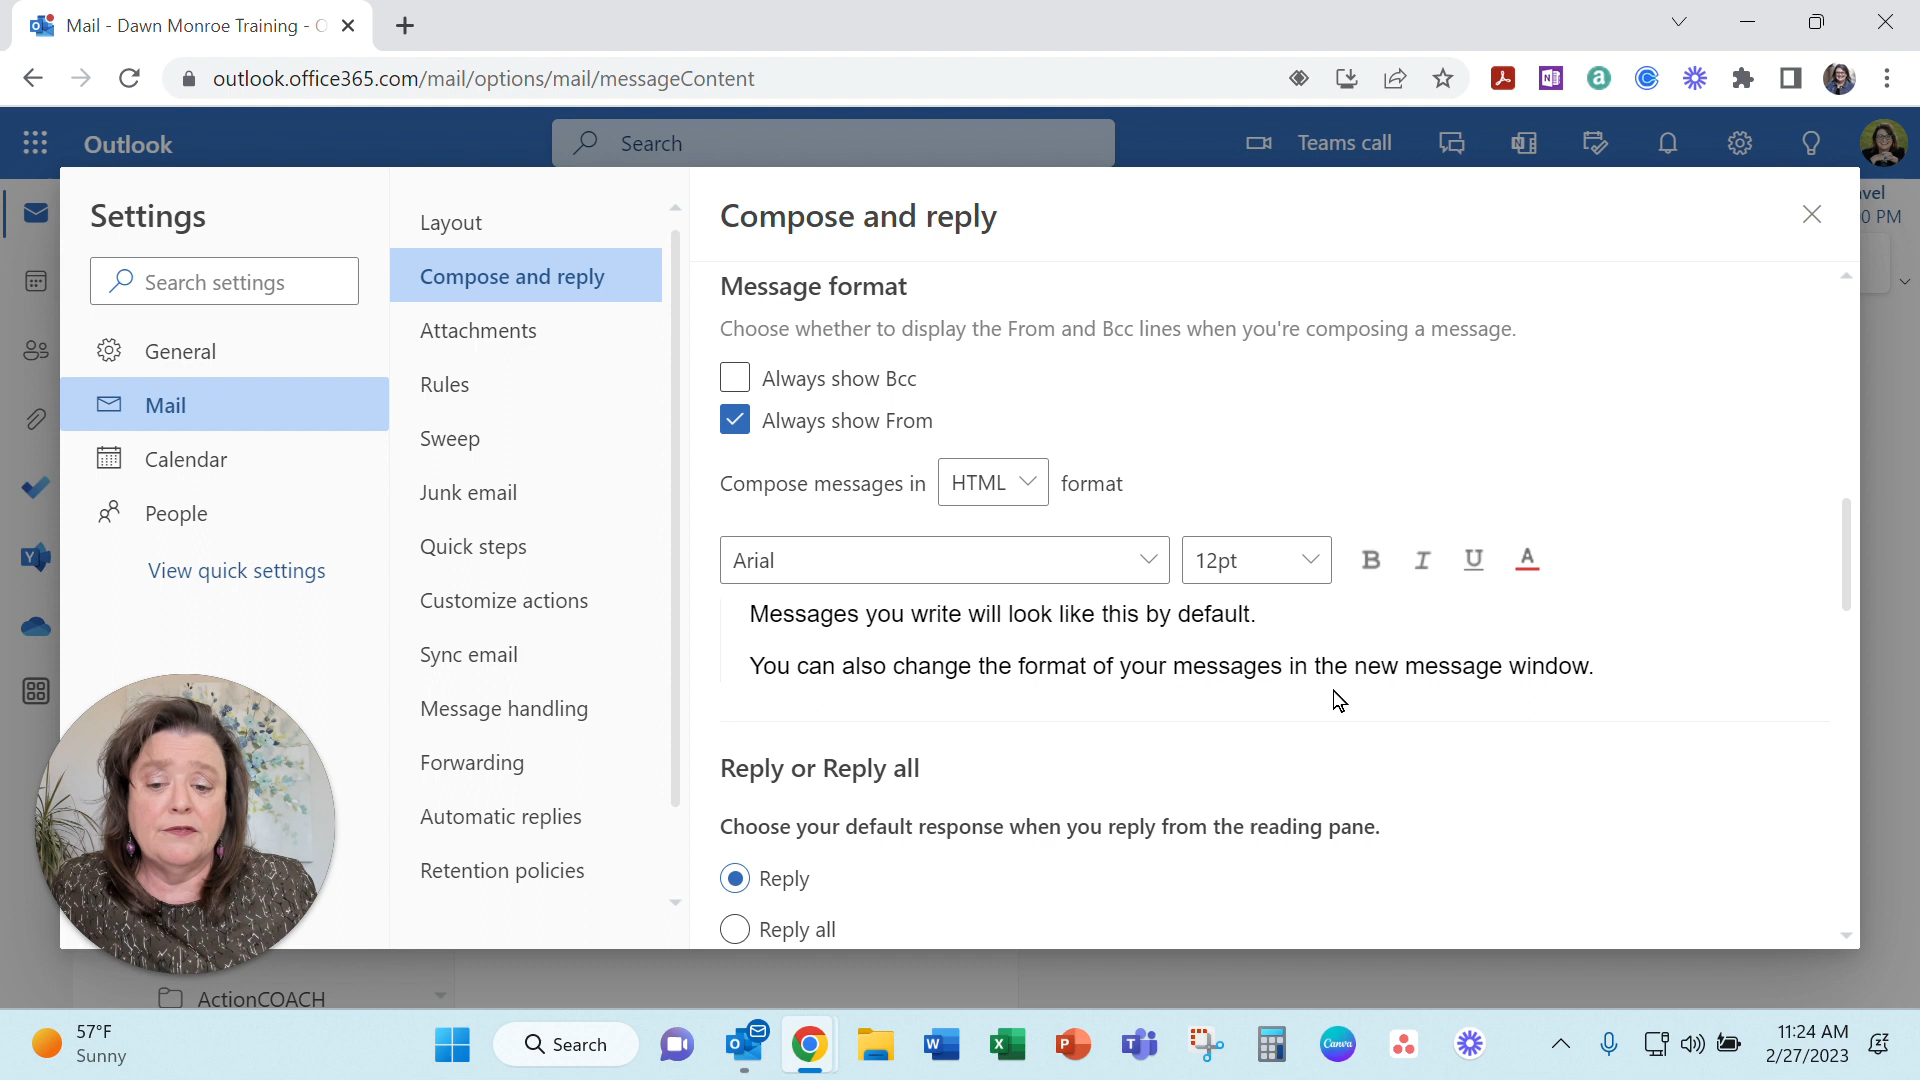 Mail - Dawn Monroe Training - O
outlook.office365.com/mail/options/mail/messageContent
Outlook
Search
Teams call
Settings
Search settings
General
Mail
Calendar
People
View quick settings
Layout
Compose and reply
Attachments
Rules
Sweep
Junk email
Quick steps
Customize actions
Sync email
Message handling
Forwarding
Automatic replies
Retention policies
Compose and reply
Message format
Choose whether to display the From and Bcc lines when you're composing a message.
Always show Bcc
Always show From
Compose messages in HTML format
Arial 12pt B I U A
Messages you write will look like this by default.
You can also change the format of your messages in the new message window.
Reply or Reply all
Choose your default response when you reply from the reading pane.
Reply
Reply all
vel
0 PM
ActionCOACH
57°F
Sunny
Search
Canva
11:24 AM
2/27/2023